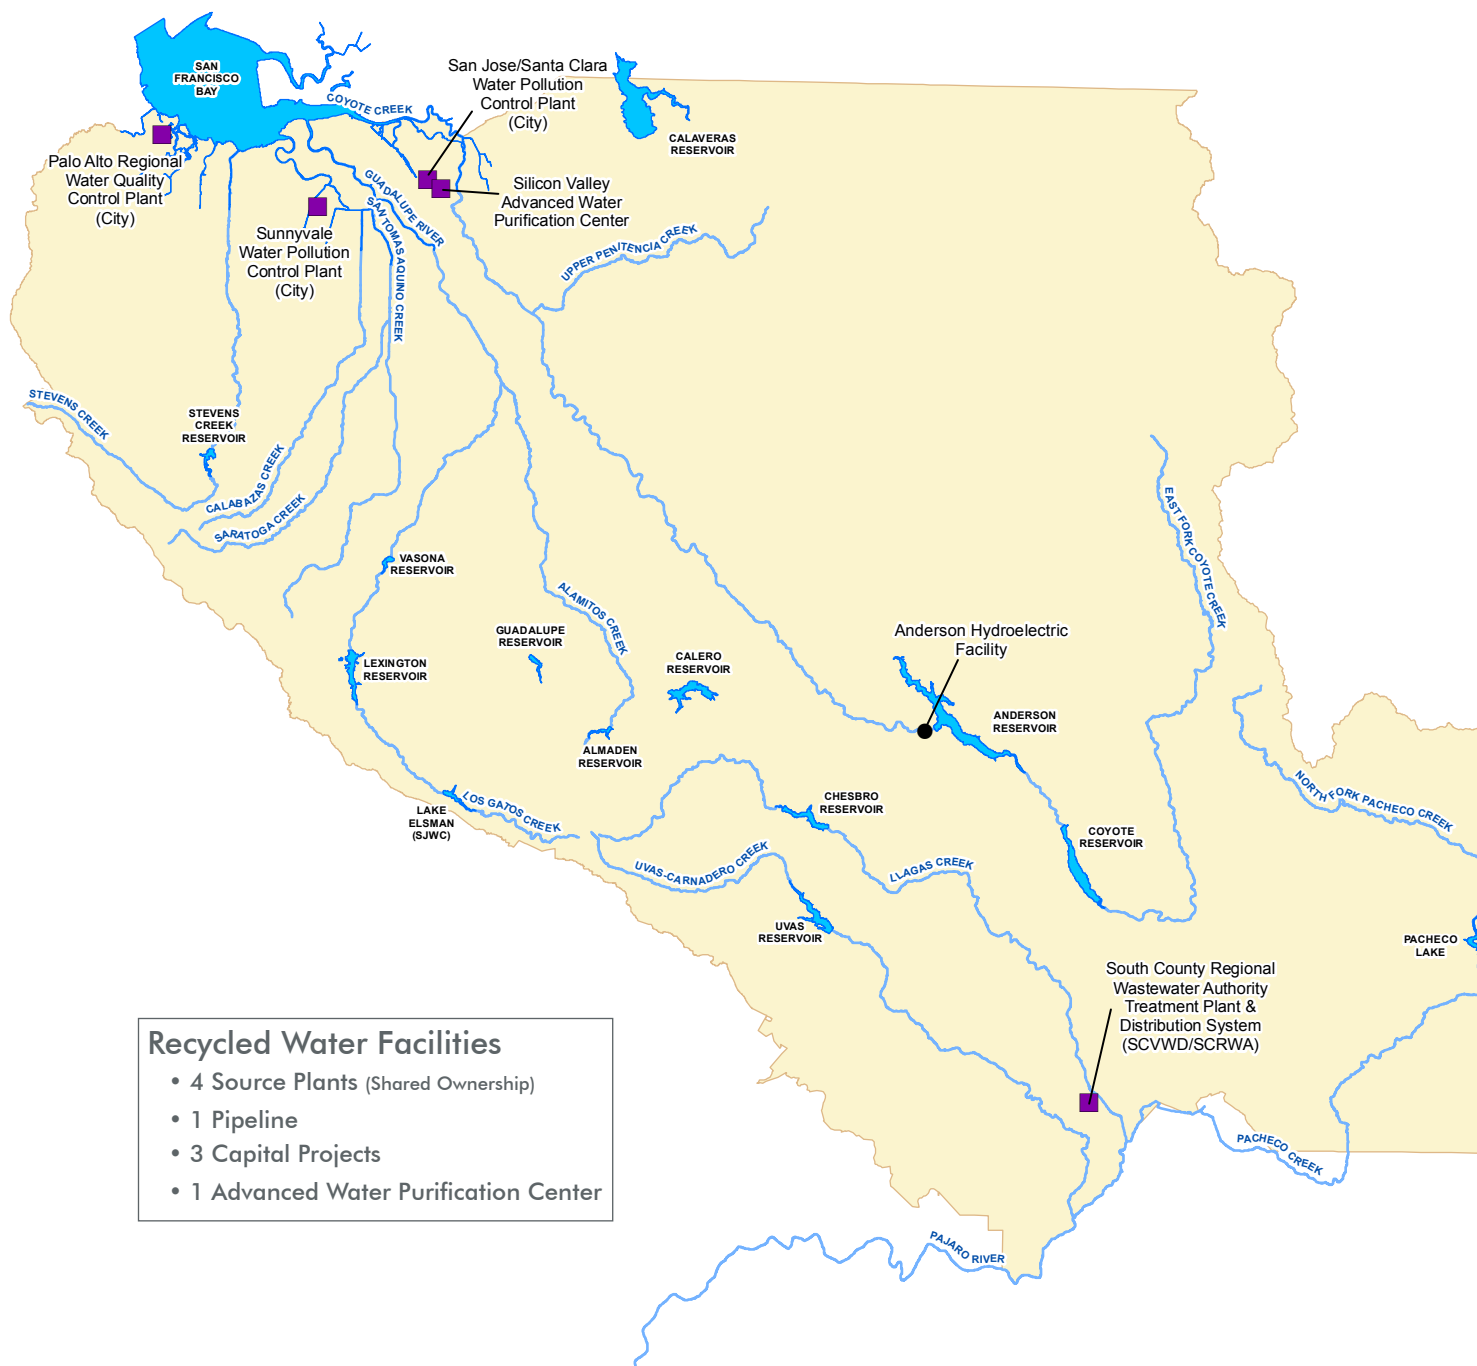 SAN
FRANCISCO
BAY
COYOTE CREEK
San Jose/Santa Clara
Water Pollution
Control Plant
(City)
CALAVERAS
RESERVOIR
Palo Alto Regional
Water Quality
Control Plant
(City)
Silicon Valley
Advanced Water
Purification Center
GUADALUPE RIVER
SAN TOMAS AQUINO CREEK
Sunnyvale
Water Pollution
Control Plant
(City)
UPPER PENITENCIA CREEK
STEVENS CREEK
STEVENS
CREEK
RESERVOIR
CALABAZAS CREEK
SARATOGA CREEK
EAST FORK COYOTE CREEK
VASONA
RESERVOIR
ALAMITOS CREEK
GUADALUPE
RESERVOIR
LEXINGTON
RESERVOIR
CALERO
RESERVOIR
Anderson Hydroelectric
Facility
ANDERSON
RESERVOIR
ALMADEN
RESERVOIR
NORTH FORK PACHECO CREEK
LAKE
ELSMAN
(SJWC)
LOS GATOS CREEK
CHESBRO
RESERVOIR
COYOTE
RESERVOIR
UVAS-CARNADERO CREEK
LLAGAS CREEK
UVAS
RESERVOIR
PACHECO
LAKE
South County Regional
Wastewater Authority
Treatment Plant &
Distribution System
(SCVWD/SCRWA)
Recycled Water Facilities
• 4 Source Plants (Shared Ownership)
• 1 Pipeline
• 3 Capital Projects
• 1 Advanced Water Purification Center
PACHECO CREEK
PAJARO RIVER